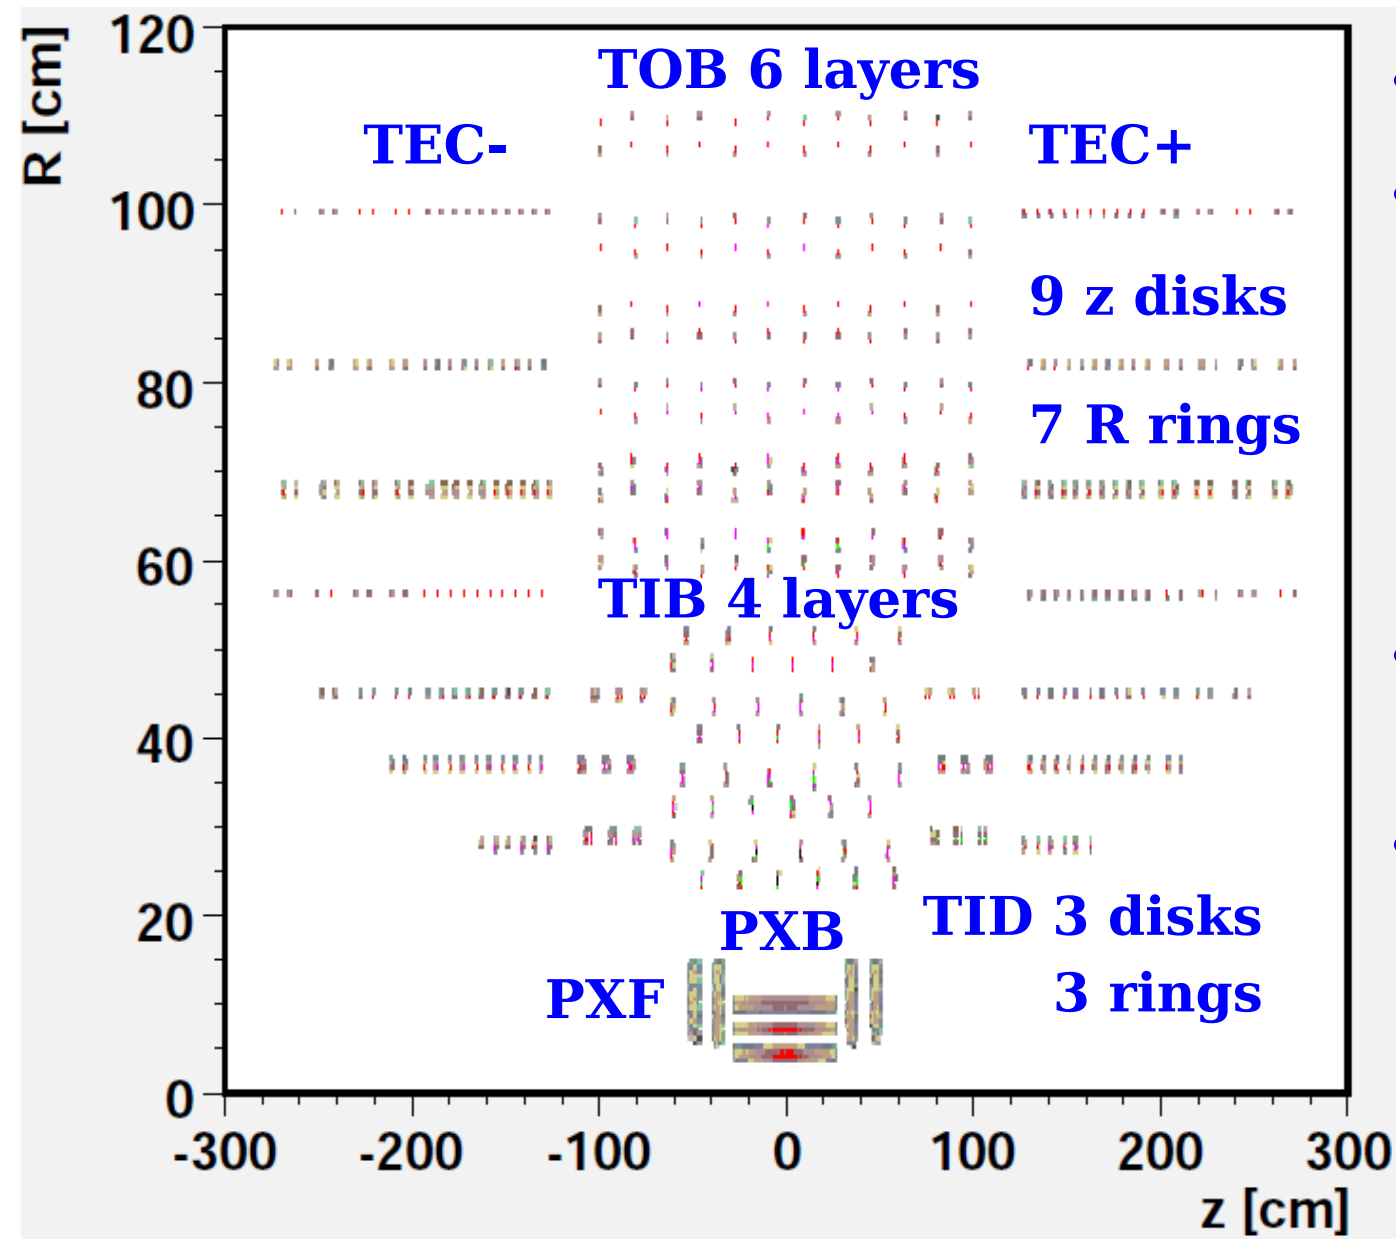 R [cm]
120
100
80
60
40
20
0
TOB 6 layers
TEC-
TEC+
9 z disks
7 R rings
TIB 4 layers
PXB
TID 3 disks
PXF
3 rings
-300
-200
-100
0
100
200
300
z [cm]